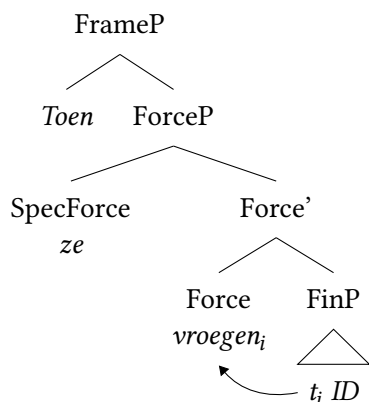 FrameP
Toen ForceP
SpecForce Force’
ze
Force FinP
vroegen_i
t_i ID